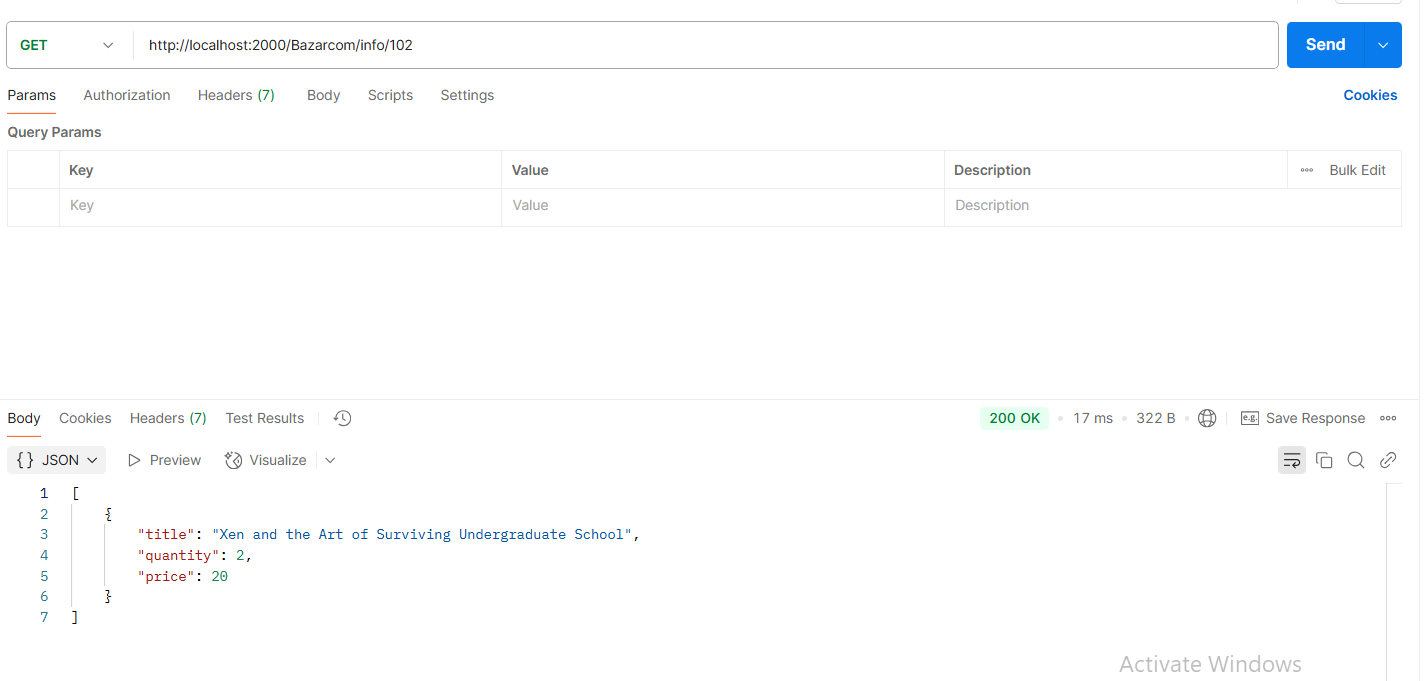 GET http://localhost:2000/Bazarcom/info/102 Send
Params Authorization Headers (7) Body Scripts Settings Cookies
Query Params
Key Value Description Bulk Edit
Key Value Description
Body Cookies Headers (7) Test Results 200 OK 17 ms 322 B e.g. Save Response
{} JSON Preview Visualize
1 [
2 {
3 "title": "Xen and the Art of Surviving Undergraduate School",
4 "quantity": 2,
5 "price": 20
6 }
7 ]
Activate Windows